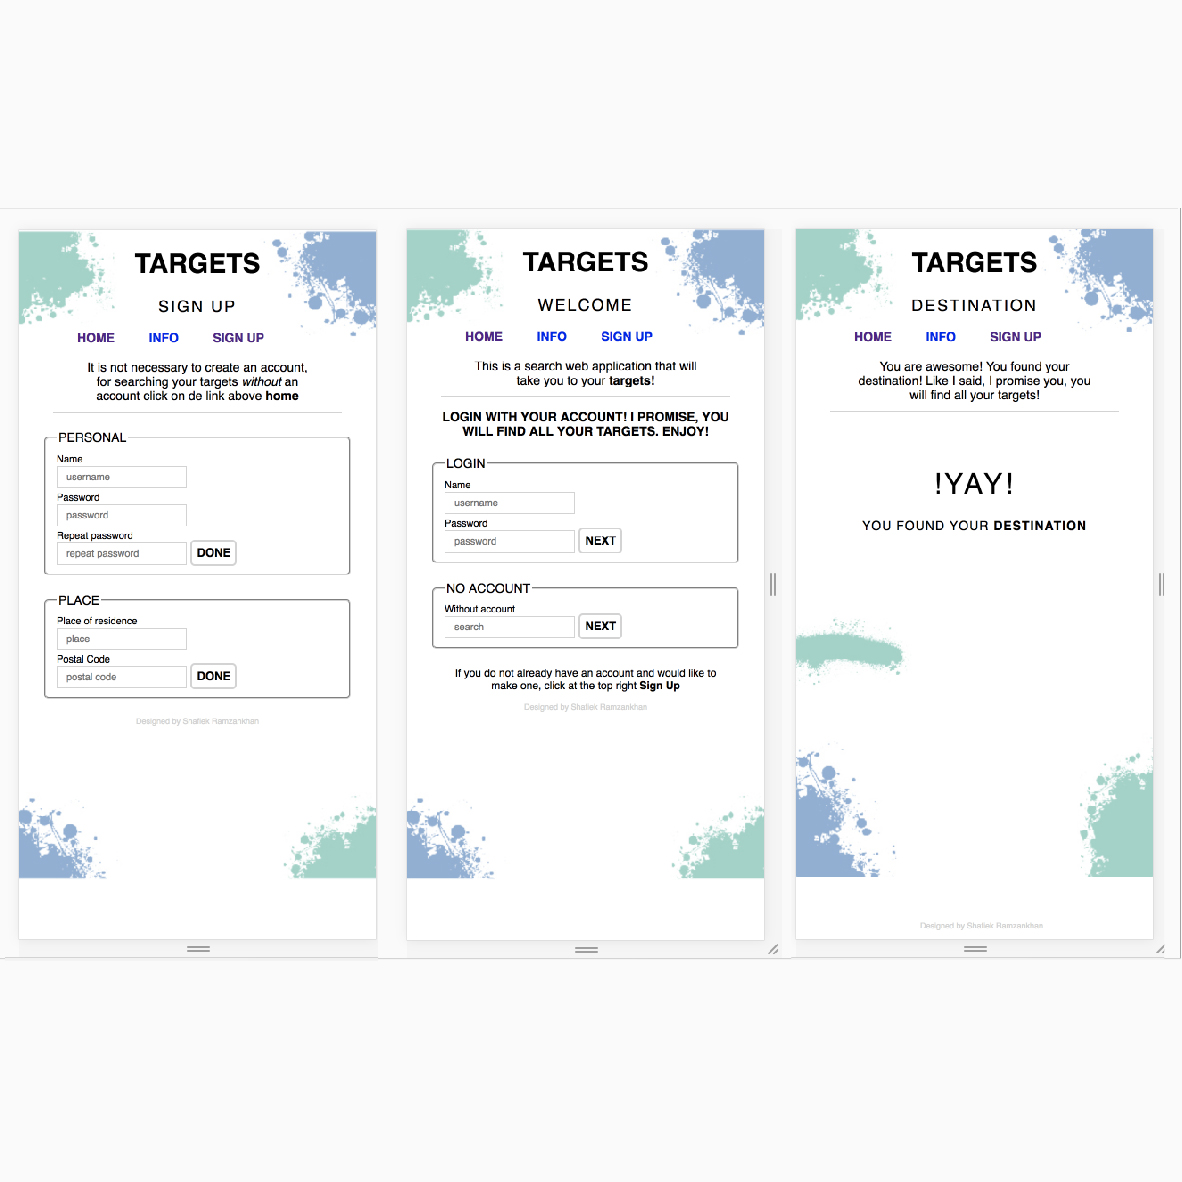 TARGETS
SIGN UP
HOME INFO SIGN UP
It is not necessary to create an account,
for searching your targets without an
account click on de link above home
PERSONAL
Name
username
Password
password
Repeat password
repeat password DONE
PLACE
Place of residence
place
Postal Code
postal code DONE
Designed by Shaliek Ramzankhan
TARGETS
WELCOME
HOME INFO SIGN UP
This is a search web application that will
take you to your targets!
LOGIN WITH YOUR ACCOUNT! I PROMISE, YOU
WILL FIND ALL YOUR TARGETS. ENJOY!
LOGIN
Name
username
Password
password NEXT
NO ACCOUNT
Without account
search NEXT
If you do not already have an account and would like to
make one, click at the top right Sign Up
Designed by Shaliek Ramzankhan
TARGETS
DESTINATION
HOME INFO SIGN UP
You are awesome! You found your
destination! Like I said, I promise you, you
will find all your targets!
!YAY!
YOU FOUND YOUR DESTINATION
Designed by Shaliek Ramzankhan